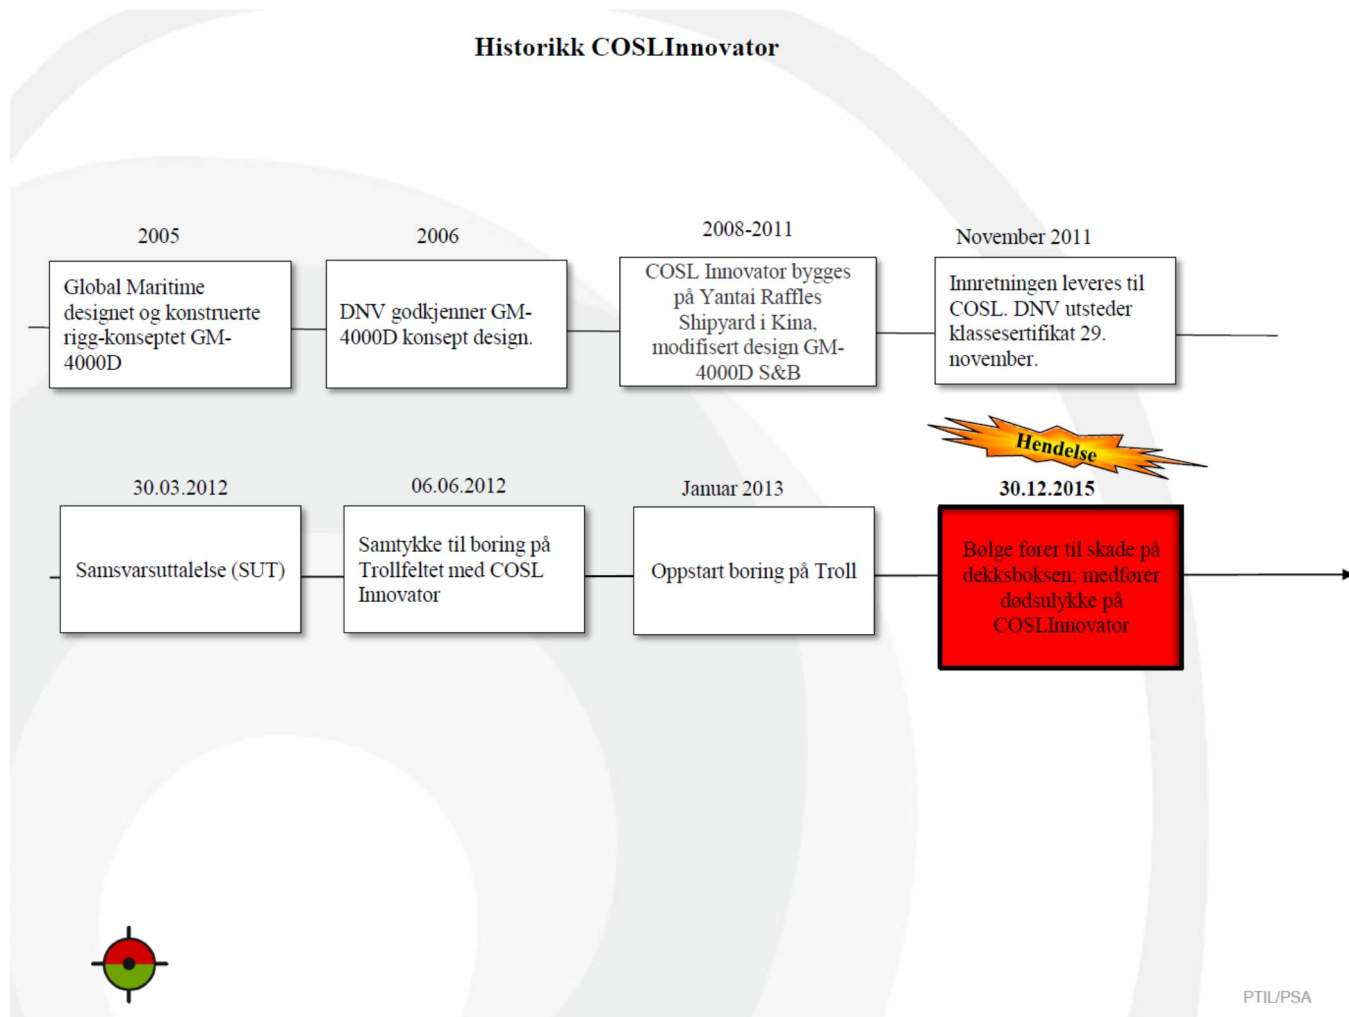 Historikk COSLInnovator
2005
Global Maritime
designet og konstruerte
rigg-konseptet GM-
4000D
2006
DNV godkjenner GM-
4000D konsept design.
2008-2011
COSL Innovator bygges
på Yantai Raffles
Shipyard i Kina,
modifisert design GM-
4000D S&B
November 2011
Innretningen leveres til
COSL. DNV utsteder
klassesertifikat 29.
november.
30.03.2012
Samsvarsuttalelse (SUT)
06.06.2012
Samtykke til boring på
Trollfeltet med COSL
Innovator
Januar 2013
Oppstart boring på Troll
Hendelse
30.12.2015
Bølge fører til skade på
dekksboksen; medfører
dødsulykke på
COSLInnovator
PTIL/PSA